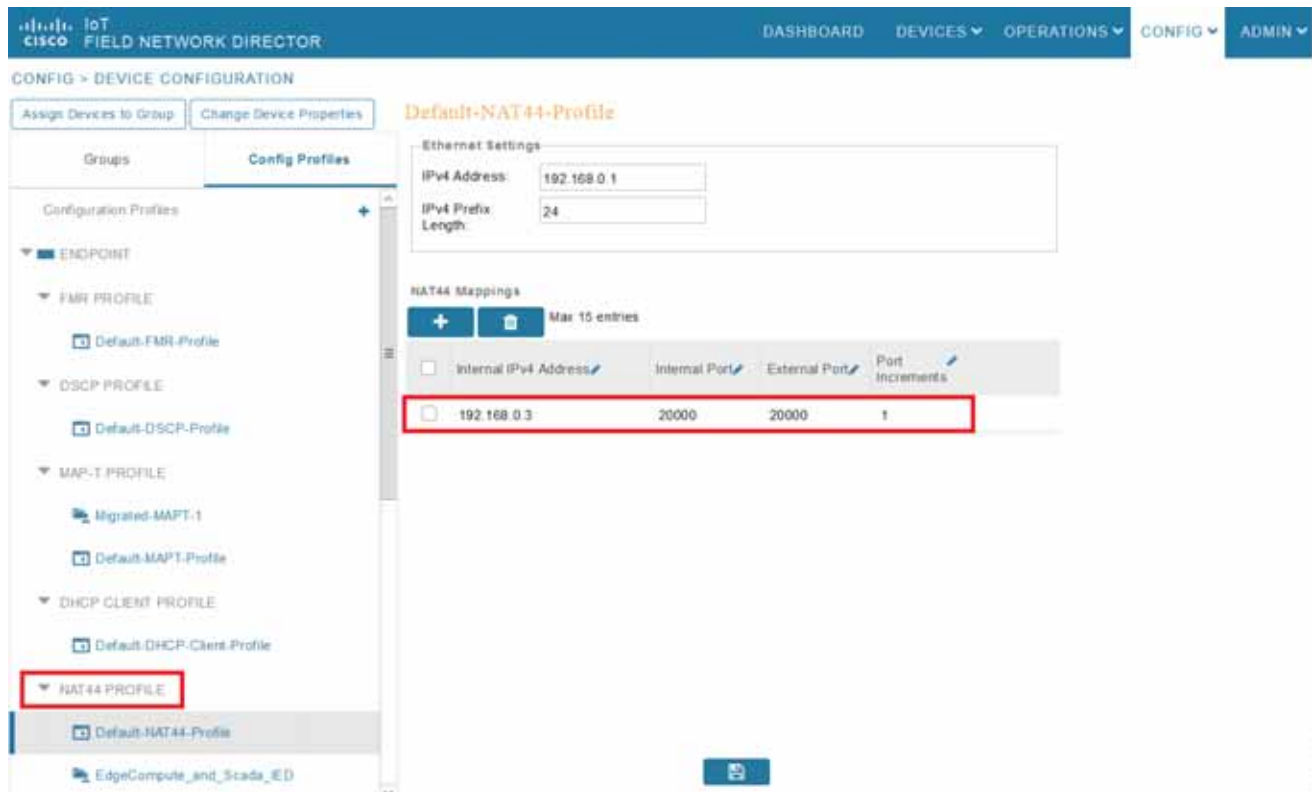 IoT
CISCO FIELD NETWORK DIRECTOR
DASHBOARD DEVICES OPERATIONS CONFIG ADMIN
CONFIG > DEVICE CONFIGURATION
Assign Devices to Group Change Device Properties
Groups Config Profiles
Configuration Profiles
ENDPOINT
FMR PROFILE
Default-FMR-Profile
DSCP PROFILE
Default-DSCP-Profile
MAP-T PROFILE
Migrated-MAPT-1
Default-MAPT-Profile
DHCP CLIENT PROFILE
Default-DHCP-Client-Profile
NAT44 PROFILE
Default-NAT44-Profile
EdgeCompute_and_Scada_IED
Default-NAT44-Profile
Ethernet Settings
IPv4 Address: 192.168.0.1
IPv4 Prefix
Length: 24
NAT44 Mappings
Max 15 entries
Internal IPv4 Address Internal Port External Port Port Increments
192.168.0.3 20000 20000 1